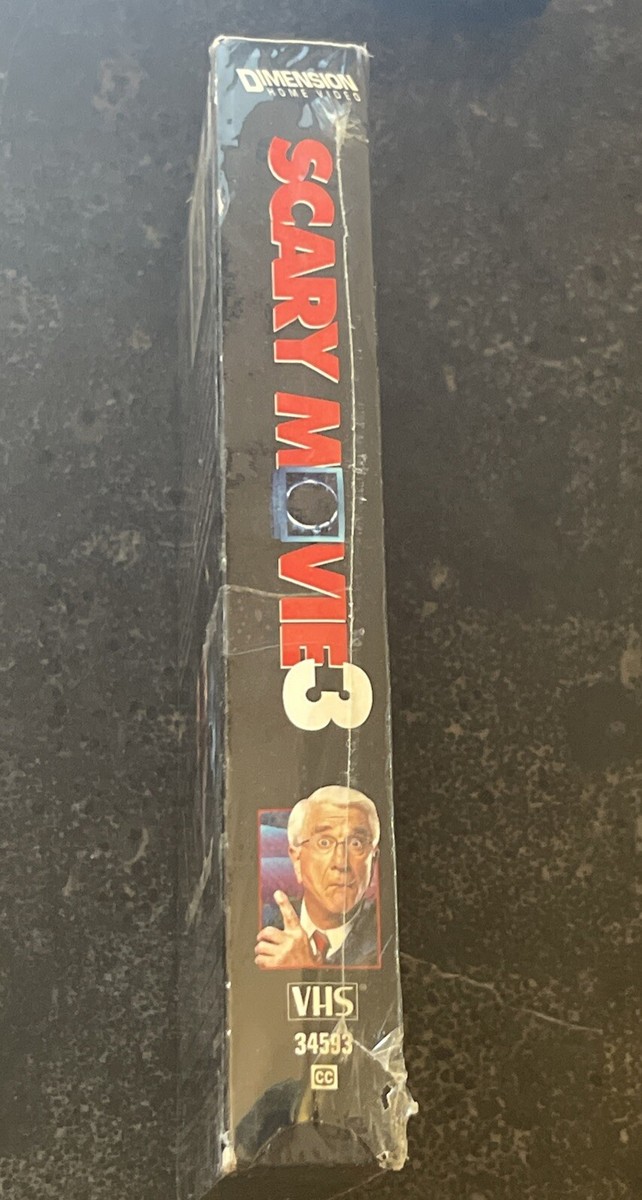 DIMENSION
HOME VIDEO
SCARY MOVIE 3
VHS®
34593
CC